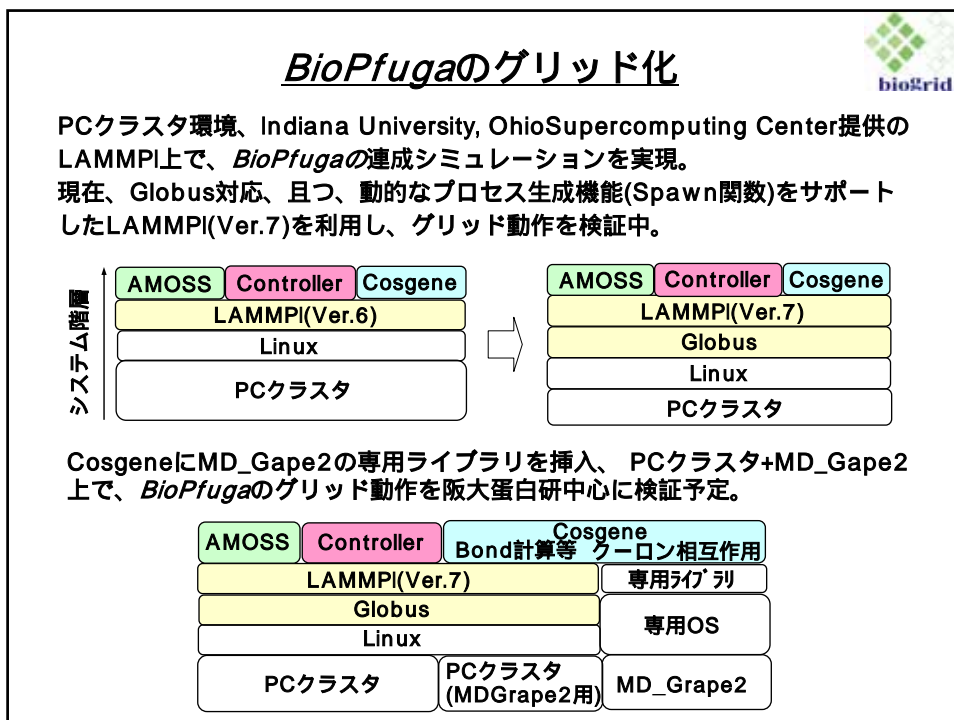 BioPfugaのグリッド化
biogrid
PCクラスタ環境、Indiana University, OhioSupercomputing Center提供の
LAMMPI上で、BioPfugaの連成シミュレーションを実現。
現在、Globus対応、且つ、動的なプロセス生成機能(Spawn関数)をサポート
したLAMMPI(Ver.7)を利用し、グリッド動作を検証中。
システム階層
AMOSS Controller Cosgene
LAMMPI(Ver.6)
Linux
PCクラスタ
AMOSS Controller Cosgene
LAMMPI(Ver.7)
Globus
Linux
PCクラスタ
CosgeneにMD_Gape2の専用ライブラリを挿入、 PCクラスタ+MD_Gape2
上で、BioPfugaのグリッド動作を阪大蛋白研中心に検証予定。
AMOSS Controller Cosgene
Bond計算等 クーロン相互作用
LAMMPI(Ver.7) 専用ﾗｲﾌﾞﾗﾘ
Globus
専用OS
Linux
PCクラスタ PCクラスタ
(MDGrape2用) MD_Grape2